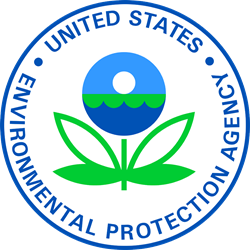 • UNITED STATES •
ENVIRONMENTAL PROTECTION AGENCY